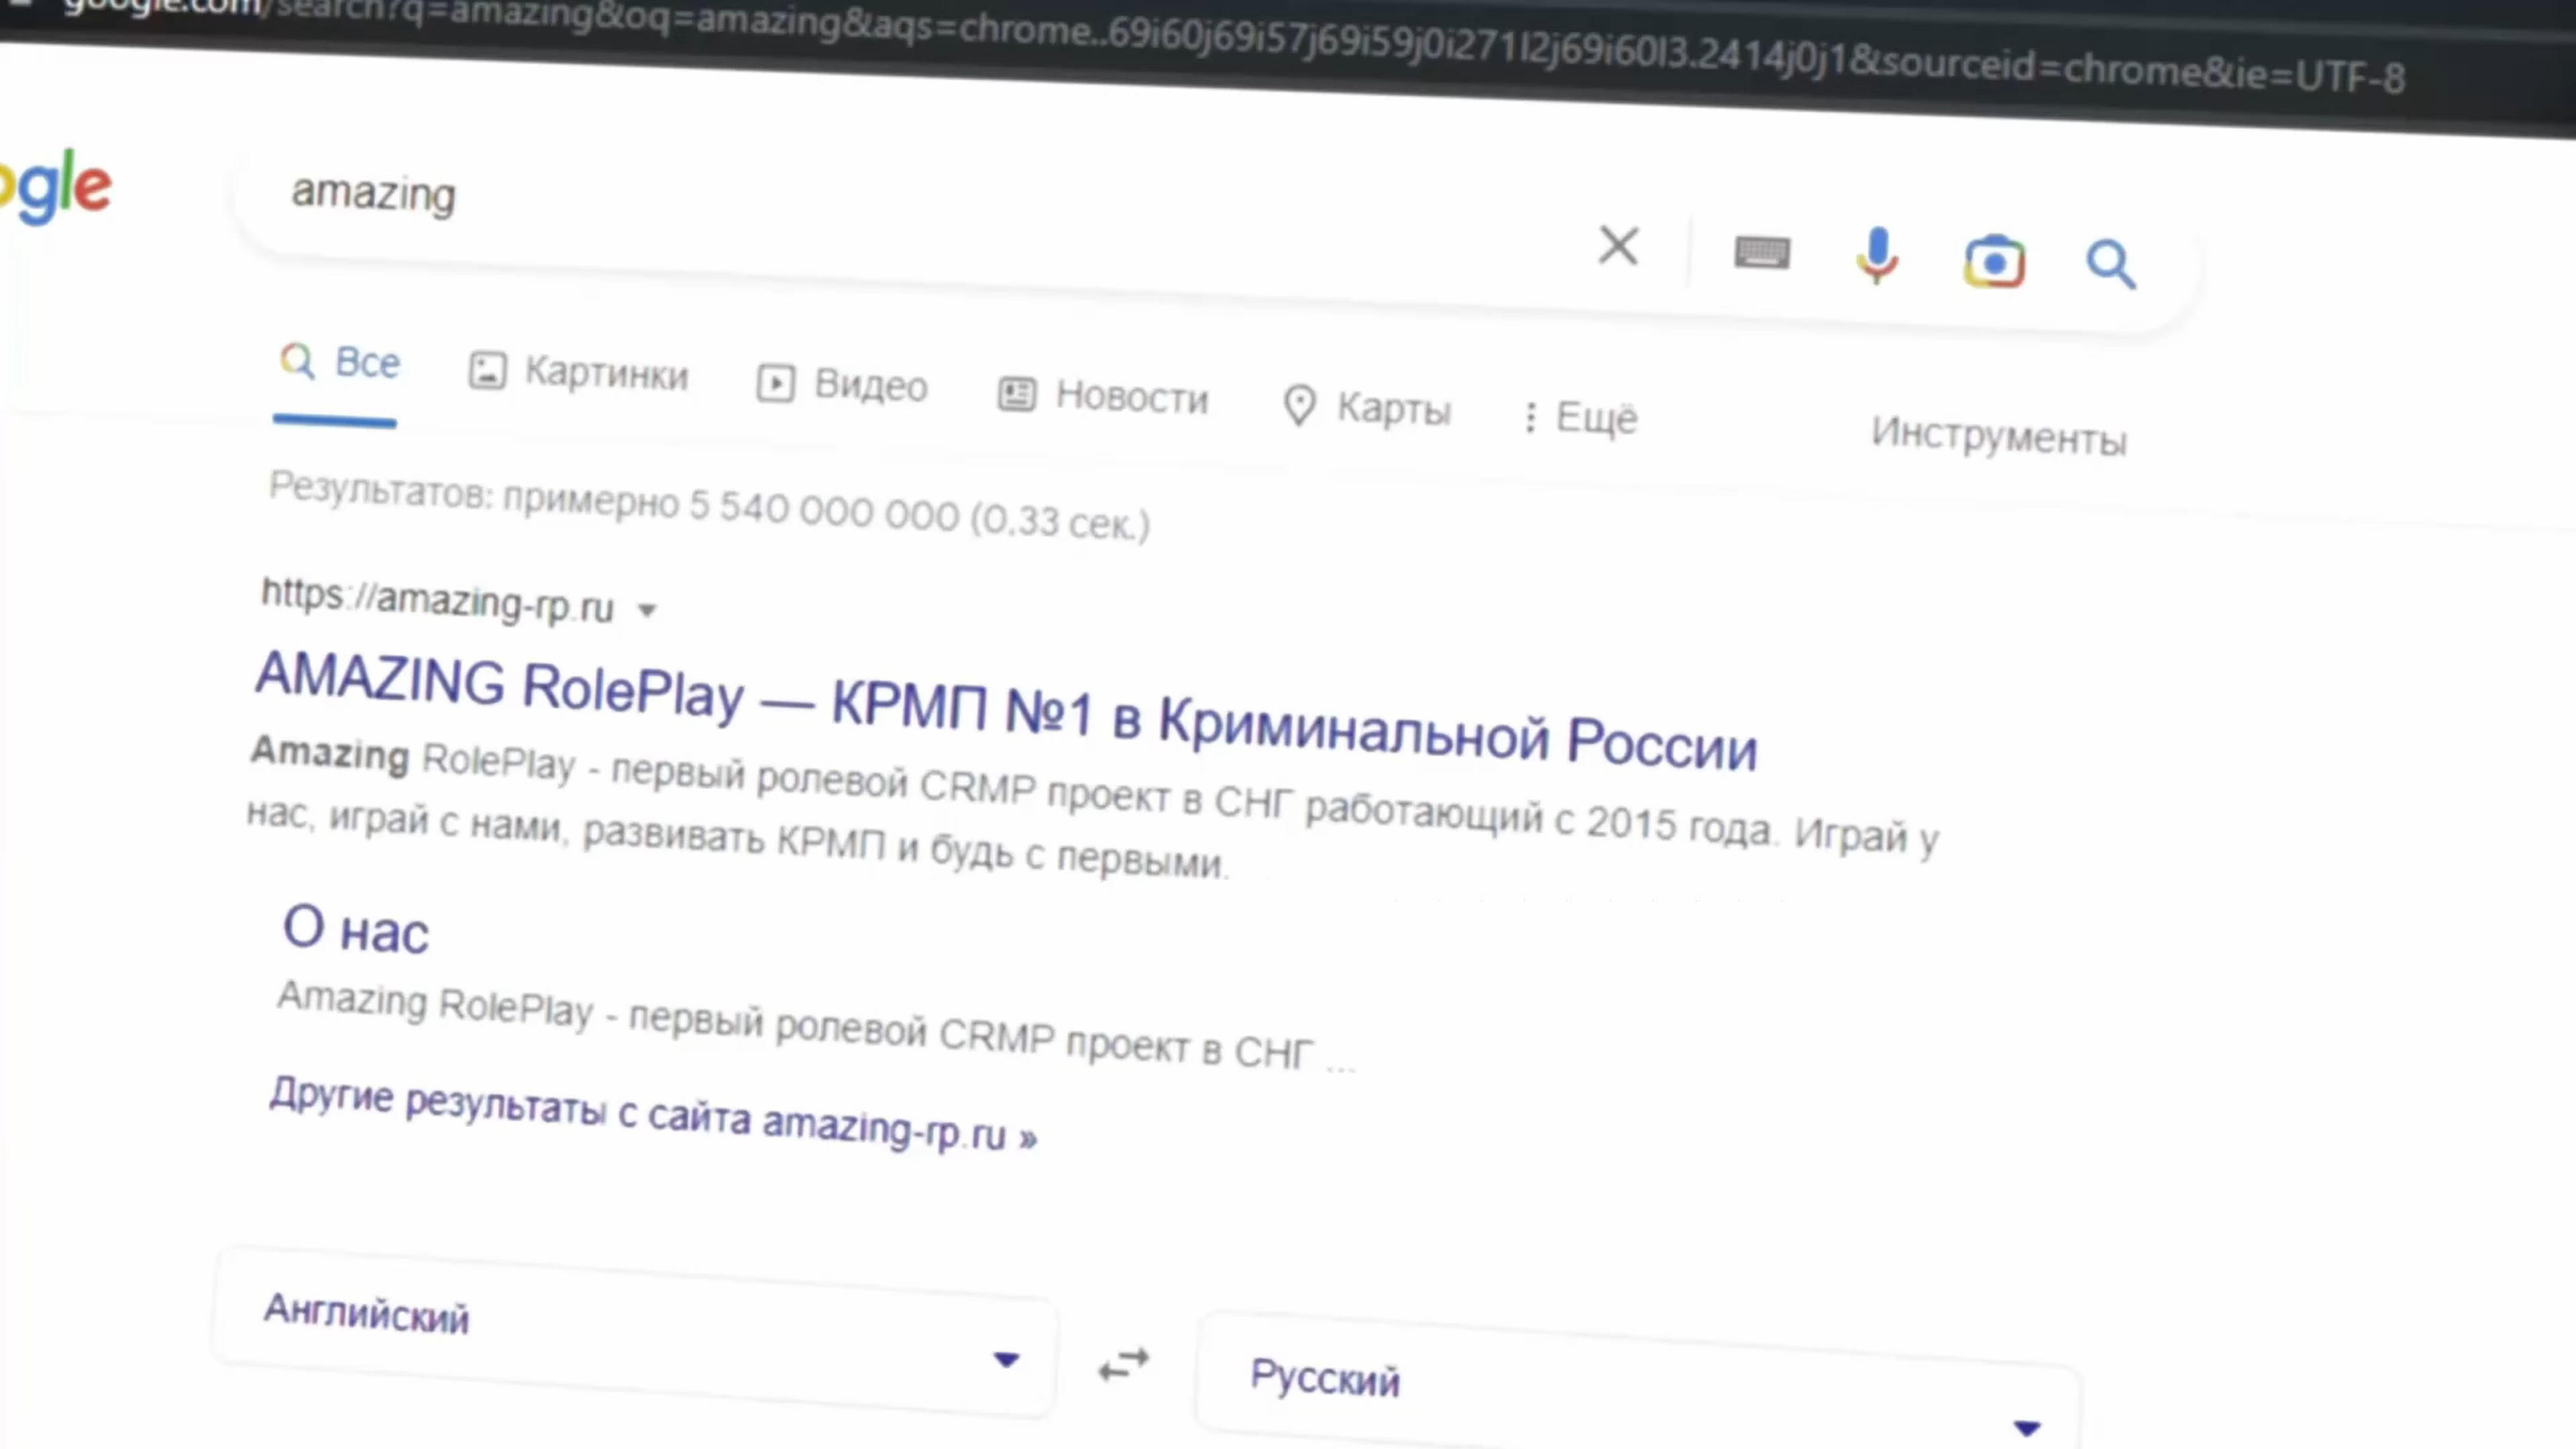 google.com/search?q=amazing&oq=amazing&aqs=chrome..69i60j69i57j69i59j0i271l2j69i60l3.2414j0j1&sourceid=chrome&ie=UTF-8
ogle
amazing
Все Картинки Видео Новости Карты Ещё Инструменты
Результатов: примерно 5 540 000 000 (0,33 сек.)
https://amazing-rp.ru
AMAZING RolePlay — КРМП №1 в Криминальной России
Amazing RolePlay - первый ролевой CRMP проект в СНГ работающий с 2015 года. Играй у
нас, играй с нами, развивать КРМП и будь с первыми.
О нас
Amazing RolePlay - первый ролевой CRMP проект в СНГ ...
Другие результаты с сайта amazing-rp.ru »
Английский Русский